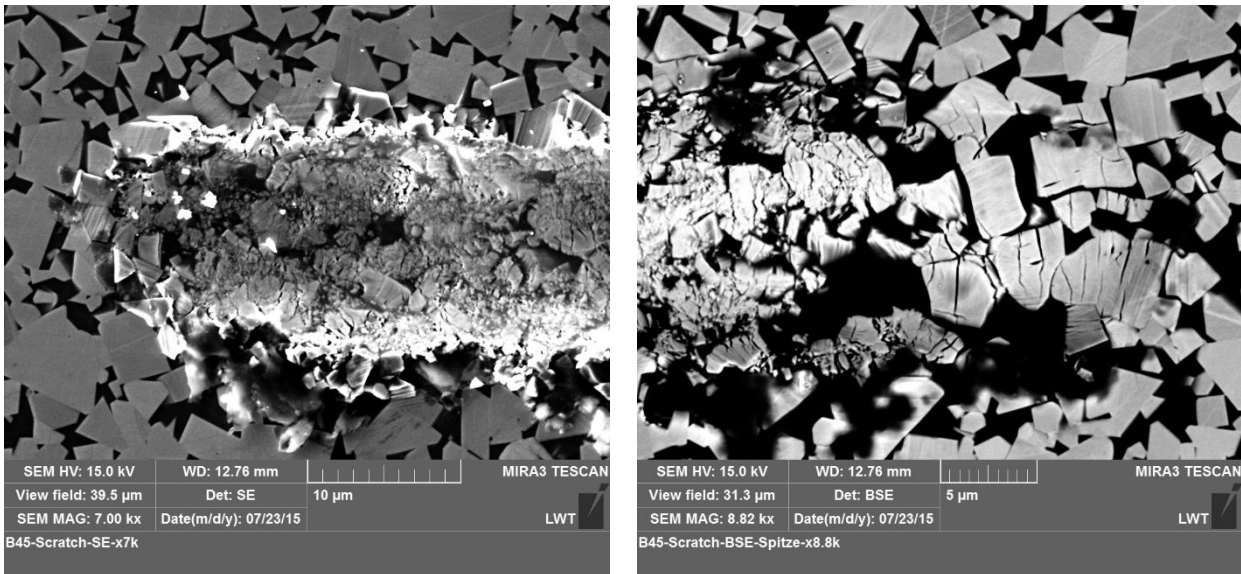 SEM HV: 15.0 kV WD: 12.76 mm MIRA3 TESCAN
View field: 39.5 µm Det: SE 10 µm
SEM MAG: 7.00 kx Date(m/d/y): 07/23/15 LWT
B45-Scratch-SE-x7k
SEM HV: 15.0 kV WD: 12.76 mm MIRA3 TESCAN
View field: 31.3 µm Det: BSE 5 µm
SEM MAG: 8.82 kx Date(m/d/y): 07/23/15 LWT
B45-Scratch-BSE-Spitze-x8.8k